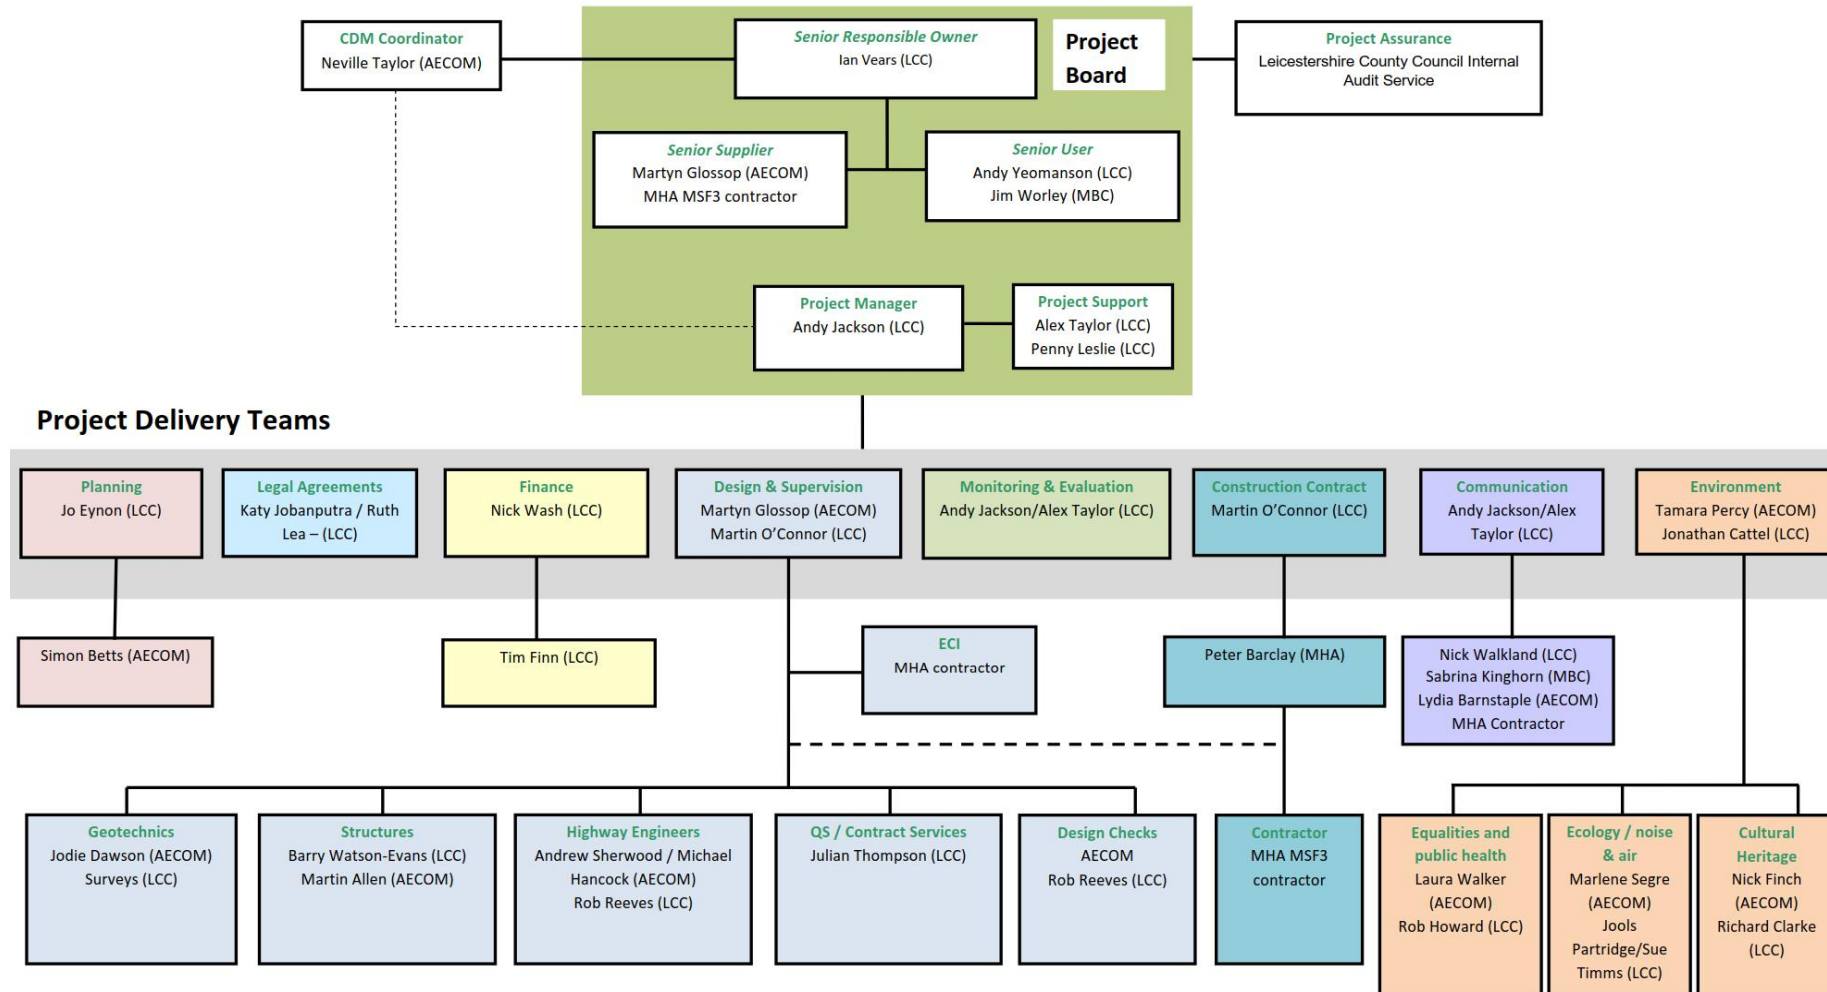 CDM Coordinator
Neville Taylor (AECOM)
Senior Responsible Owner
Ian Vears (LCC)
Project
Board
Project Assurance
Leicestershire County Council Internal
Audit Service
Senior Supplier
Martyn Glossop (AECOM)
MHA MSF3 contractor
Senior User
Andy Yeomanson (LCC)
Jim Worley (MBC)
Project Manager
Andy Jackson (LCC)
Project Support
Alex Taylor (LCC)
Penny Leslie (LCC)
Project Delivery Teams
Planning
Jo Eynon (LCC)
Legal Agreements
Katy Jobanputra / Ruth
Lea – (LCC)
Finance
Nick Wash (LCC)
Design & Supervision
Martyn Glossop (AECOM)
Martin O’Connor (LCC)
Monitoring & Evaluation
Andy Jackson/Alex Taylor (LCC)
Construction Contract
Martin O’Connor (LCC)
Communication
Andy Jackson/Alex
Taylor (LCC)
Environment
Tamara Percy (AECOM)
Jonathan Cattel (LCC)
Simon Betts (AECOM)
Tim Finn (LCC)
ECI
MHA contractor
Peter Barclay (MHA)
Nick Walkland (LCC)
Sabrina Kinghorn (MBC)
Lydia Barnstaple (AECOM)
MHA Contractor
Geotechnics
Jodie Dawson (AECOM)
Surveys (LCC)
Structures
Barry Watson-Evans (LCC)
Martin Allen (AECOM)
Highway Engineers
Andrew Sherwood / Michael
Hancock (AECOM)
Rob Reeves (LCC)
QS / Contract Services
Julian Thompson (LCC)
Design Checks
AECOM
Rob Reeves (LCC)
Contractor
MHA MSF3
contractor
Equalities and
public health
Laura Walker
(AECOM)
Rob Howard (LCC)
Ecology / noise
& air
Marlene Segre
(AECOM)
Jools
Partridge/Sue
Timms (LCC)
Cultural
Heritage
Nick Finch
(AECOM)
Richard Clarke
(LCC)